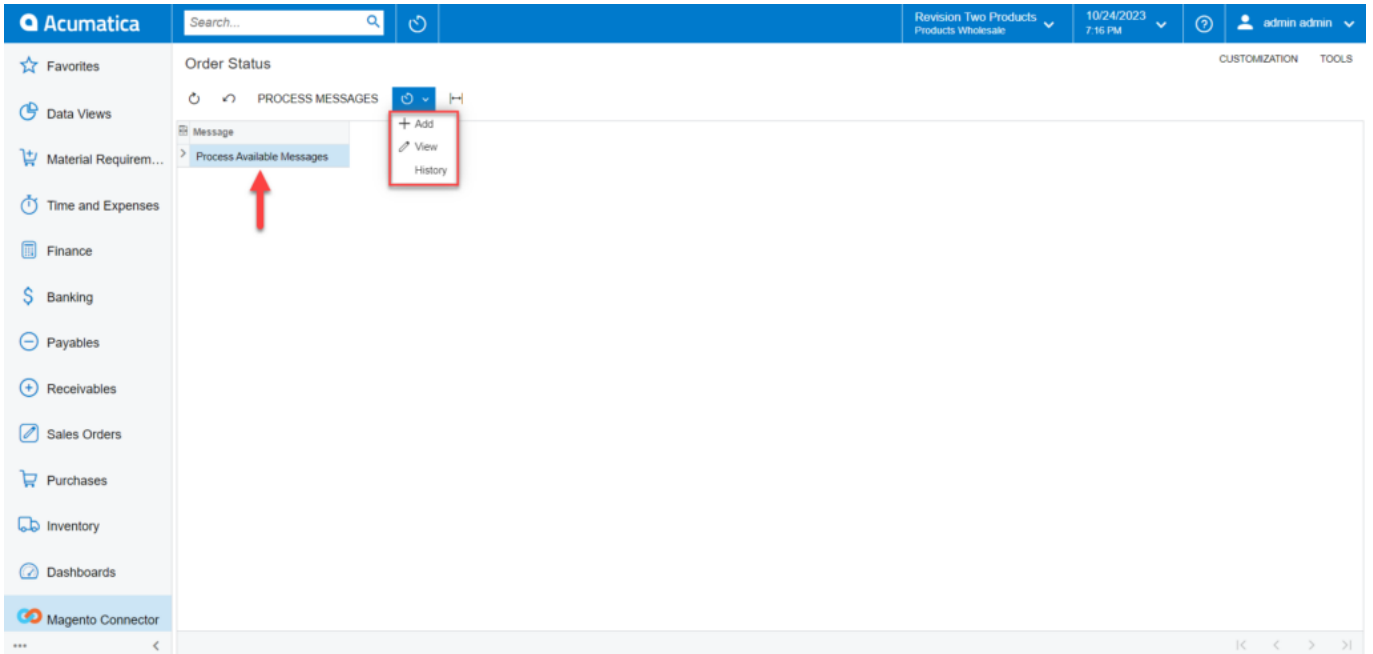 Acumatica
Search...
Revision Two Products
Products Wholesale
10/24/2023
7:16 PM
admin admin
Favorites
Data Views
Material Requirem...
Time and Expenses
Finance
Banking
Payables
Receivables
Sales Orders
Purchases
Inventory
Dashboards
Magento Connector
Order Status
CUSTOMIZATION TOOLS
PROCESS MESSAGES
Add
View
History
Message
Process Available Messages